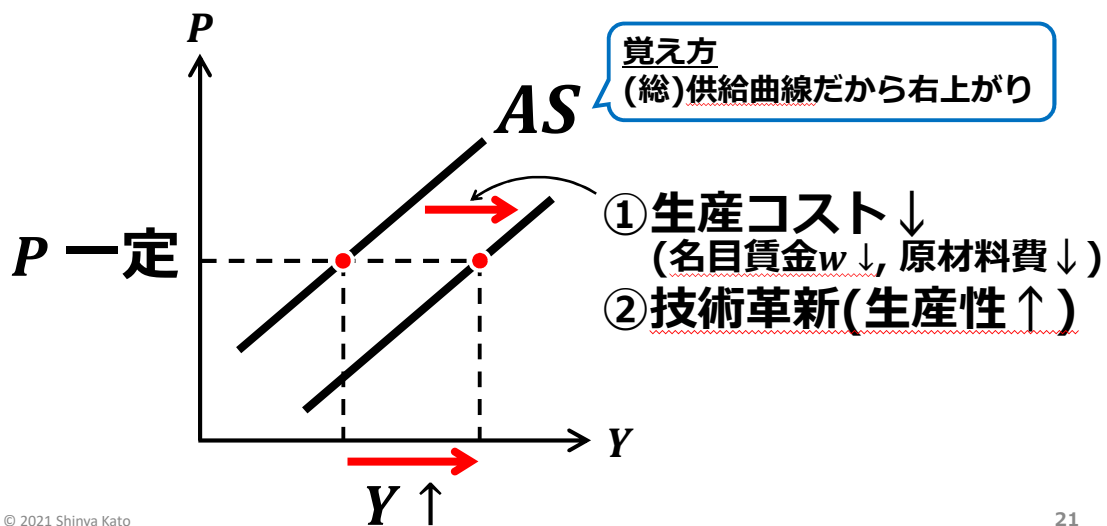 P
覚え方
(総)供給曲線だから右上がり
AS
①生産コスト↓
(名目賃金w↓, 原材料費↓)
②技術革新(生産性↑)
P 一定
Y
Y ↑
© 2021 Shinya Kato
21